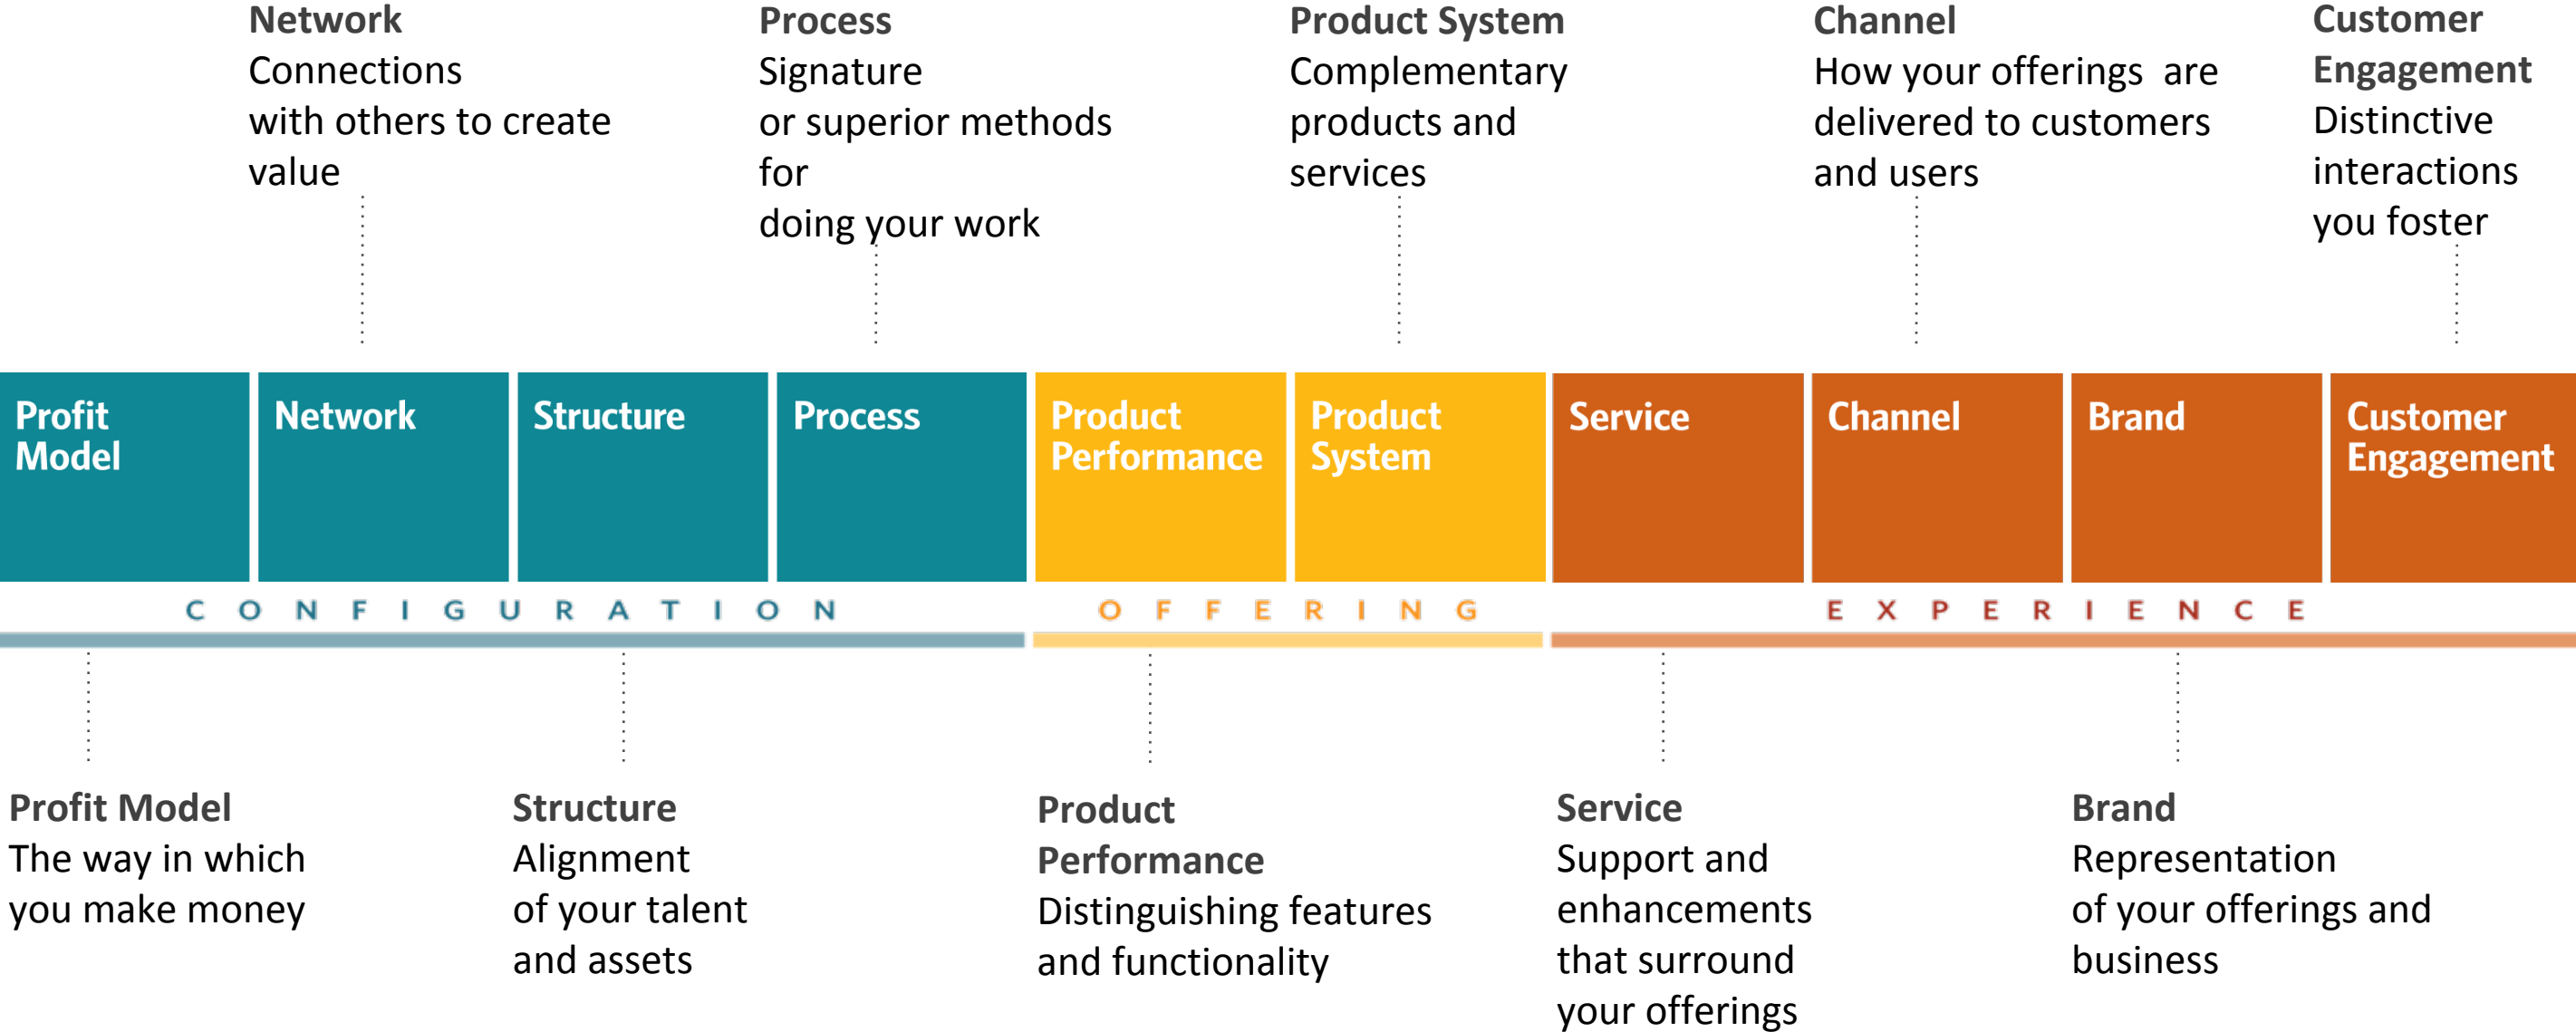 Network
Connections
with others to create
value
Process
Signature
or superior methods
for
doing your work
Product System
Complementary
products and
services
Channel
How your offerings  are
delivered to customers
and users
Customer
Engagement
Distinctive
interactions
you foster
Profit
Model
Network
Structure
Process
Product
Performance
Product
System
Service
Channel
Brand
Customer
Engagement
CONFIGURATION
OFFERING
EXPERIENCE
Profit Model
The way in which
you make money
Structure
Alignment
of your talent
and assets
Product
Performance
Distinguishing features
and functionality
Service
Support and
enhancements
that surround
your offerings
Brand
Representation
of your offerings and
business